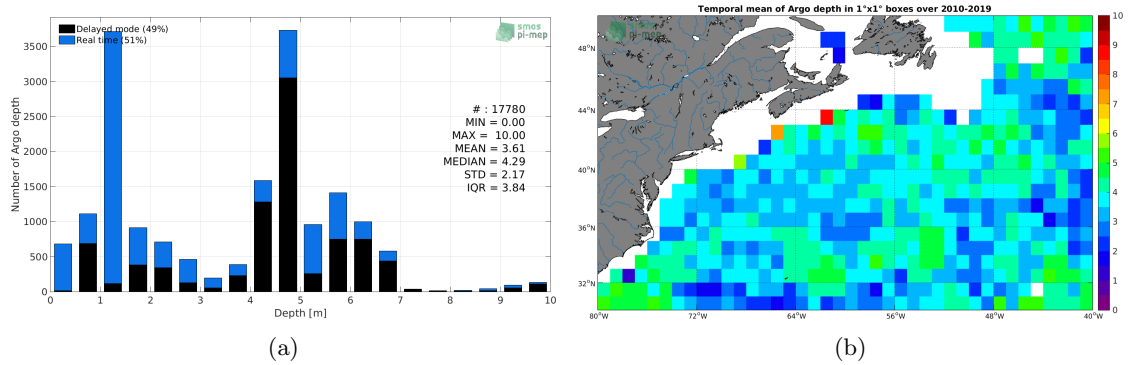 Delayed mode (49%)
Real time (51%)
smos
pi-mep
# : 17780
MIN = 0.00
MAX = 10.00
MEAN = 3.61
MEDIAN = 4.29
STD = 2.17
IQR = 3.84
Number of Argo depth
3500
3000
2500
2000
1500
1000
500
0
0 1 2 3 4 5 6 7 8 9 10
Depth [m]
(a)
Temporal mean of Argo depth in 1°x1° boxes over 2010-2019
smos
pi-mep
48°N
44°N
40°N
36°N
32°N
80°W 72°W 64°W 56°W 48°W 40°W
10
9
8
7
6
5
4
3
2
1
0
(b)